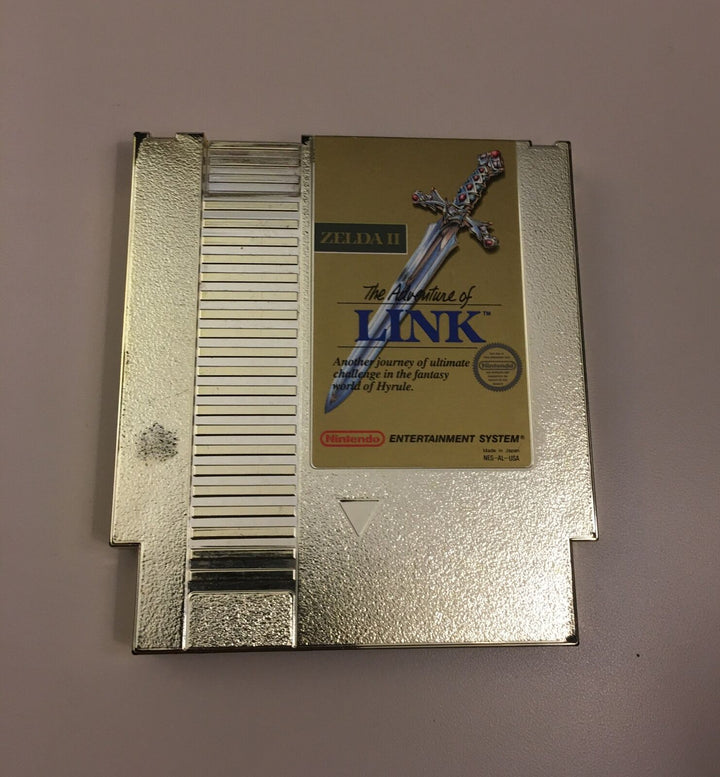 ZELDA II
The Adventure of
LINK™
Another journey of ultimate
challenge in the fantasy
world of Hyrule.
Nintendo
Nintendo ENTERTAINMENT SYSTEM®
Made in Japan
NES-AL-USA